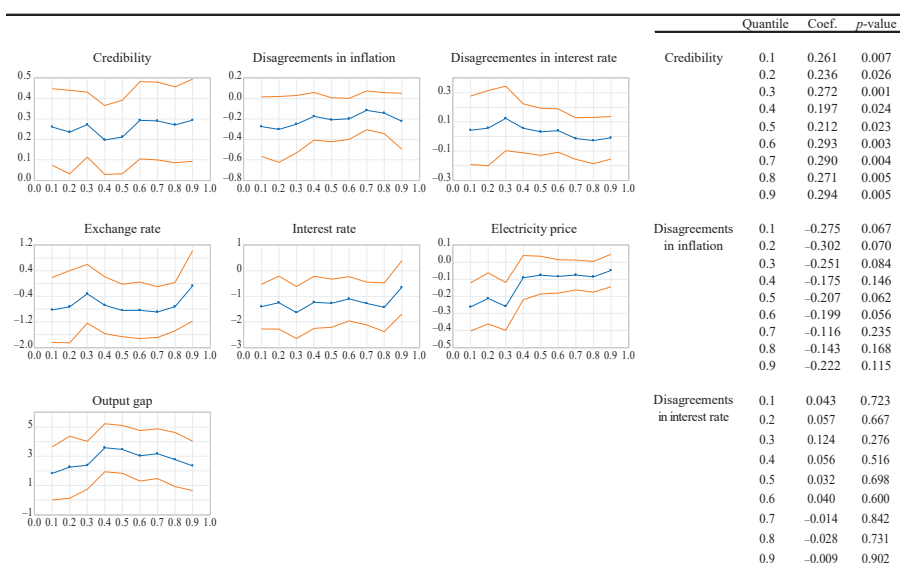 Quantile Coef. p-value
Credibility Disagreements in inflation Disagreementes in interest rate
0.5
0.4
0.3
0.2
0.1
0.0
0.0 0.1 0.2 0.3 0.4 0.5 0.6 0.7 0.8 0.9 1.0
0.2
0.0
–0.2
–0.4
–0.6
–0.8
0.0 0.1 0.2 0.3 0.4 0.5 0.6 0.7 0.8 0.9 1.0
0.3
0.1
–0.1
–0.3
0.0 0.1 0.2 0.3 0.4 0.5 0.6 0.7 0.8 0.9 1.0
Exchange rate Interest rate Electricity price
1.2
0.4
–0.4
–1.2
–2.0
0.0 0.1 0.2 0.3 0.4 0.5 0.6 0.7 0.8 0.9 1.0
1
0
–1
–2
–3
0.0 0.1 0.2 0.3 0.4 0.5 0.6 0.7 0.8 0.9 1.0
0.1
0.0
–0.1
–0.2
–0.3
–0.4
–0.5
0.0 0.1 0.2 0.3 0.4 0.5 0.6 0.7 0.8 0.9 1.0
Output gap
5
3
1
–1
0.0 0.1 0.2 0.3 0.4 0.5 0.6 0.7 0.8 0.9 1.0
Credibility 0.1 0.261 0.007
0.2 0.236 0.026
0.3 0.272 0.001
0.4 0.197 0.024
0.5 0.212 0.023
0.6 0.293 0.003
0.7 0.290 0.004
0.8 0.271 0.005
0.9 0.294 0.005
Disagreements 0.1 –0.275 0.067
in inflation 0.2 –0.302 0.070
0.3 –0.251 0.084
0.4 –0.175 0.146
0.5 –0.207 0.062
0.6 –0.199 0.056
0.7 –0.116 0.235
0.8 –0.143 0.168
0.9 –0.222 0.115
Disagreements 0.1 0.043 0.723
in interest rate 0.2 0.057 0.667
0.3 0.124 0.276
0.4 0.056 0.516
0.5 0.032 0.698
0.6 0.040 0.600
0.7 –0.014 0.842
0.8 –0.028 0.731
0.9 –0.009 0.902